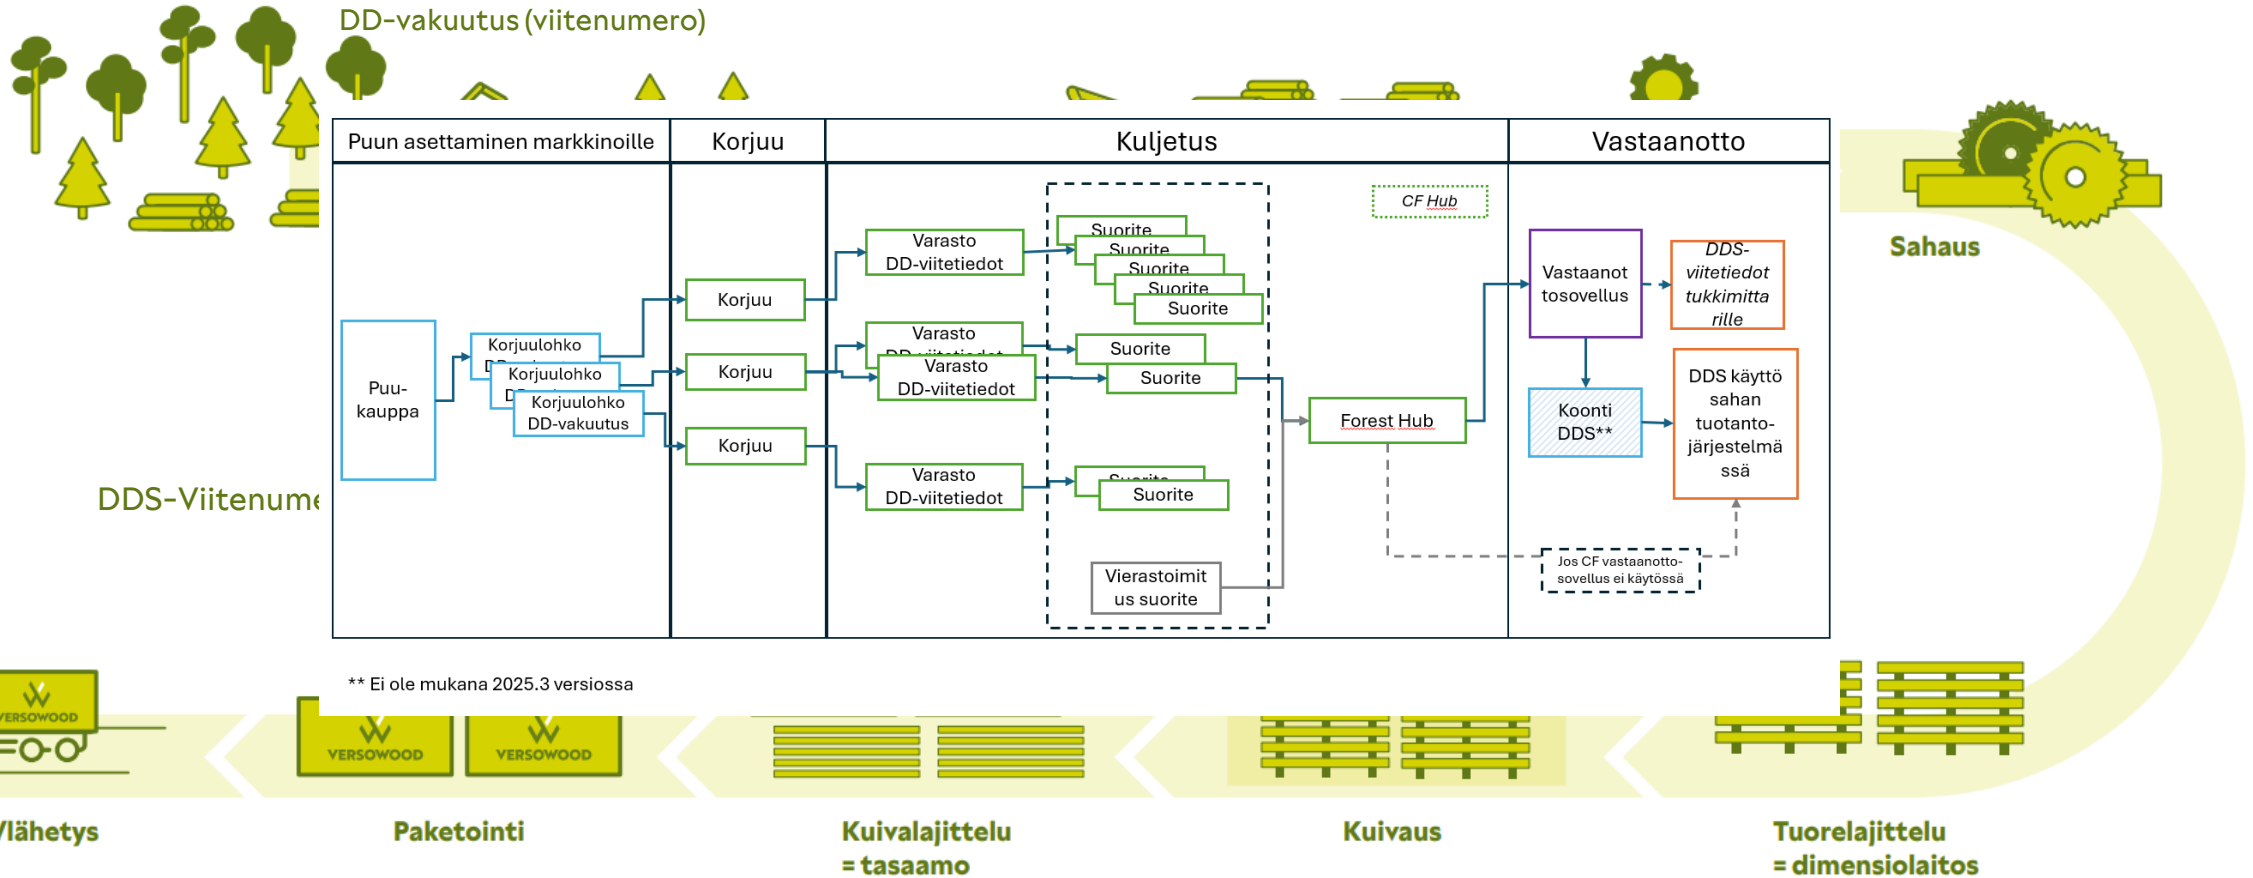 DD-vakuutus (viitenumero)
Puun asettaminen markkinoille
Korjuu
Kuljetus
Vastaanotto
CF Hub
Puu-
kauppa
Korjuulohko
Korjuulohko
Korjuulohko
DD-vakuutus
Korjuu
Korjuu
Korjuu
Varasto
DD-viitetiedot
Varasto
DD-viitetiedot
Varasto
DD-viitetiedot
Varasto
DD-viitetiedot
Suorite
Suorite
Suorite
Suorite
Suorite
Suorite
Suorite
Suorite
Suorite
Vierastoimit
us suorite
Forest Hub
Vastaanot
tosovellus
DDS-
viitetiedot
tukkimitta
rille
Koonti
DDS**
DDS käyttö
sahan
tuotanto-
järjestelmä
ssä
Jos CF vastaanotto-
sovellus ei käytössä
** Ei ole mukana 2025.3 versiossa
DDS-Viitenume
Sahaus
VERSOWOOD
VERSOWOOD
VERSOWOOD
lähetys
Paketointi
Kuivalajittelu
= tasaamo
Kuivaus
Tuorelajittelu
= dimensiolaitos